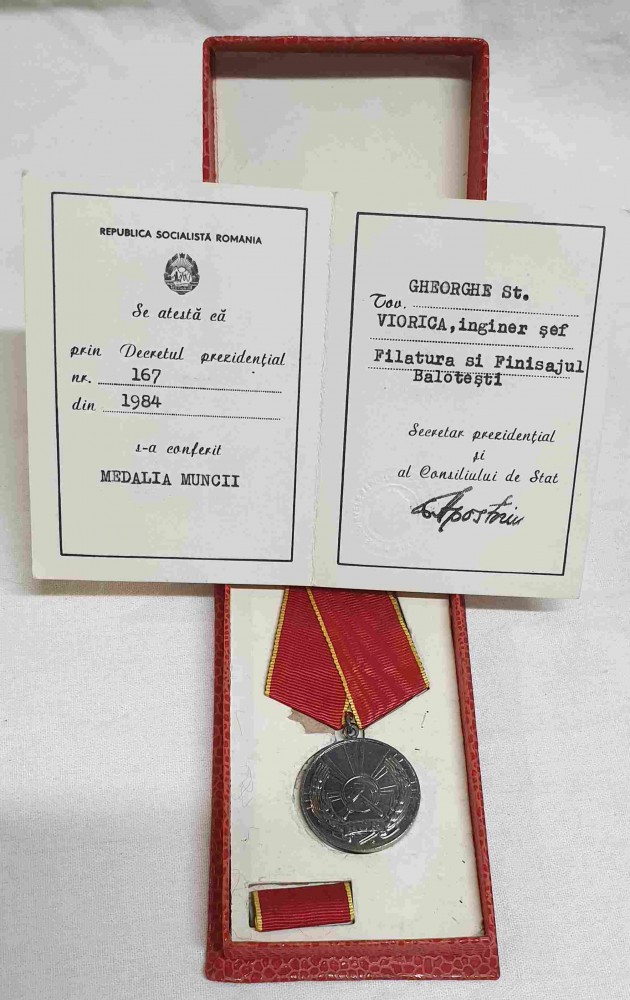 REPUBLICA SOCIALISTĂ ROMÂNIA
Se atestă că
prin Decretul prezidențial
nr. 167
din 1984
s-a conferit
MEDALIA MUNCII
GHEORGHE St.
Tov.
VIORICA, inginer șef
Filatura si Finisajul
Balotești
Secretar prezidențial
și
al Consiliului de Stat